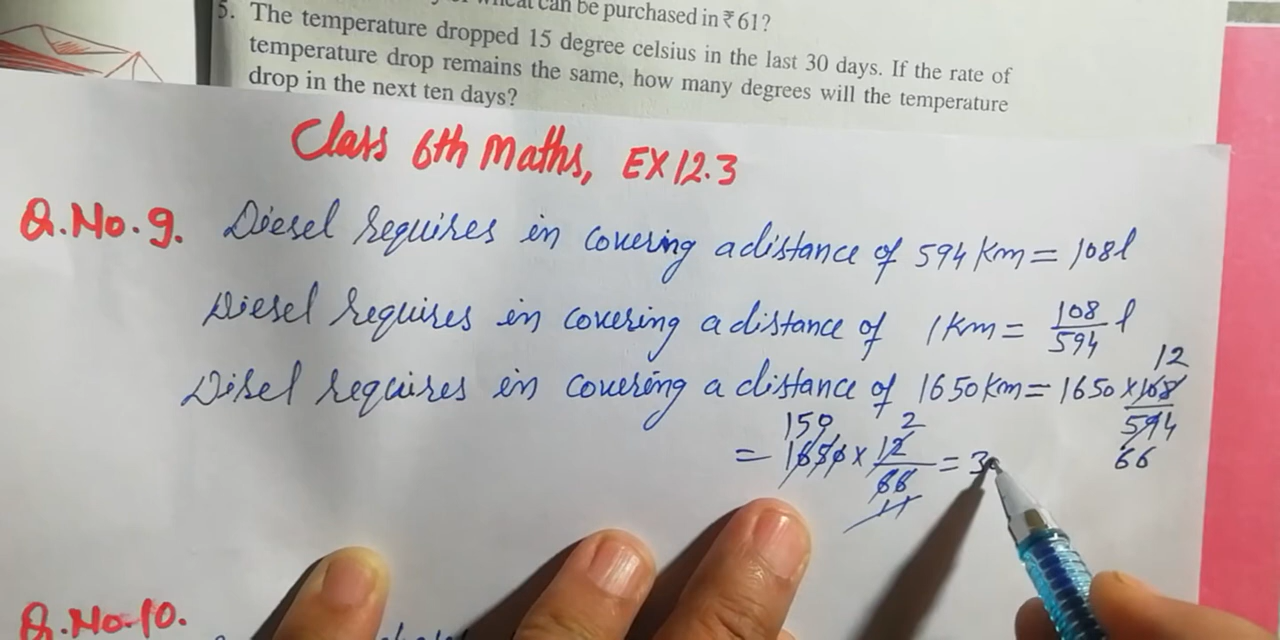 wheat can be purchased in ₹ 61?
5. The temperature dropped 15 degree celsius in the last 30 days. If the rate of
temperature drop remains the same, how many degrees will the temperature
drop in the next ten days?
Class 6th Maths, EX 12.3
Q.No.9. Diesel requires in covering a distance of 594 Km = 108l
Diesel requires in covering a distance of 1 Km = 108/594 l
12
Disel requires in covering a distance of 1650 Km = 1650 × 108/594
150 2 66
= 1650 × 12/66 = 30
11
Q.No.10.